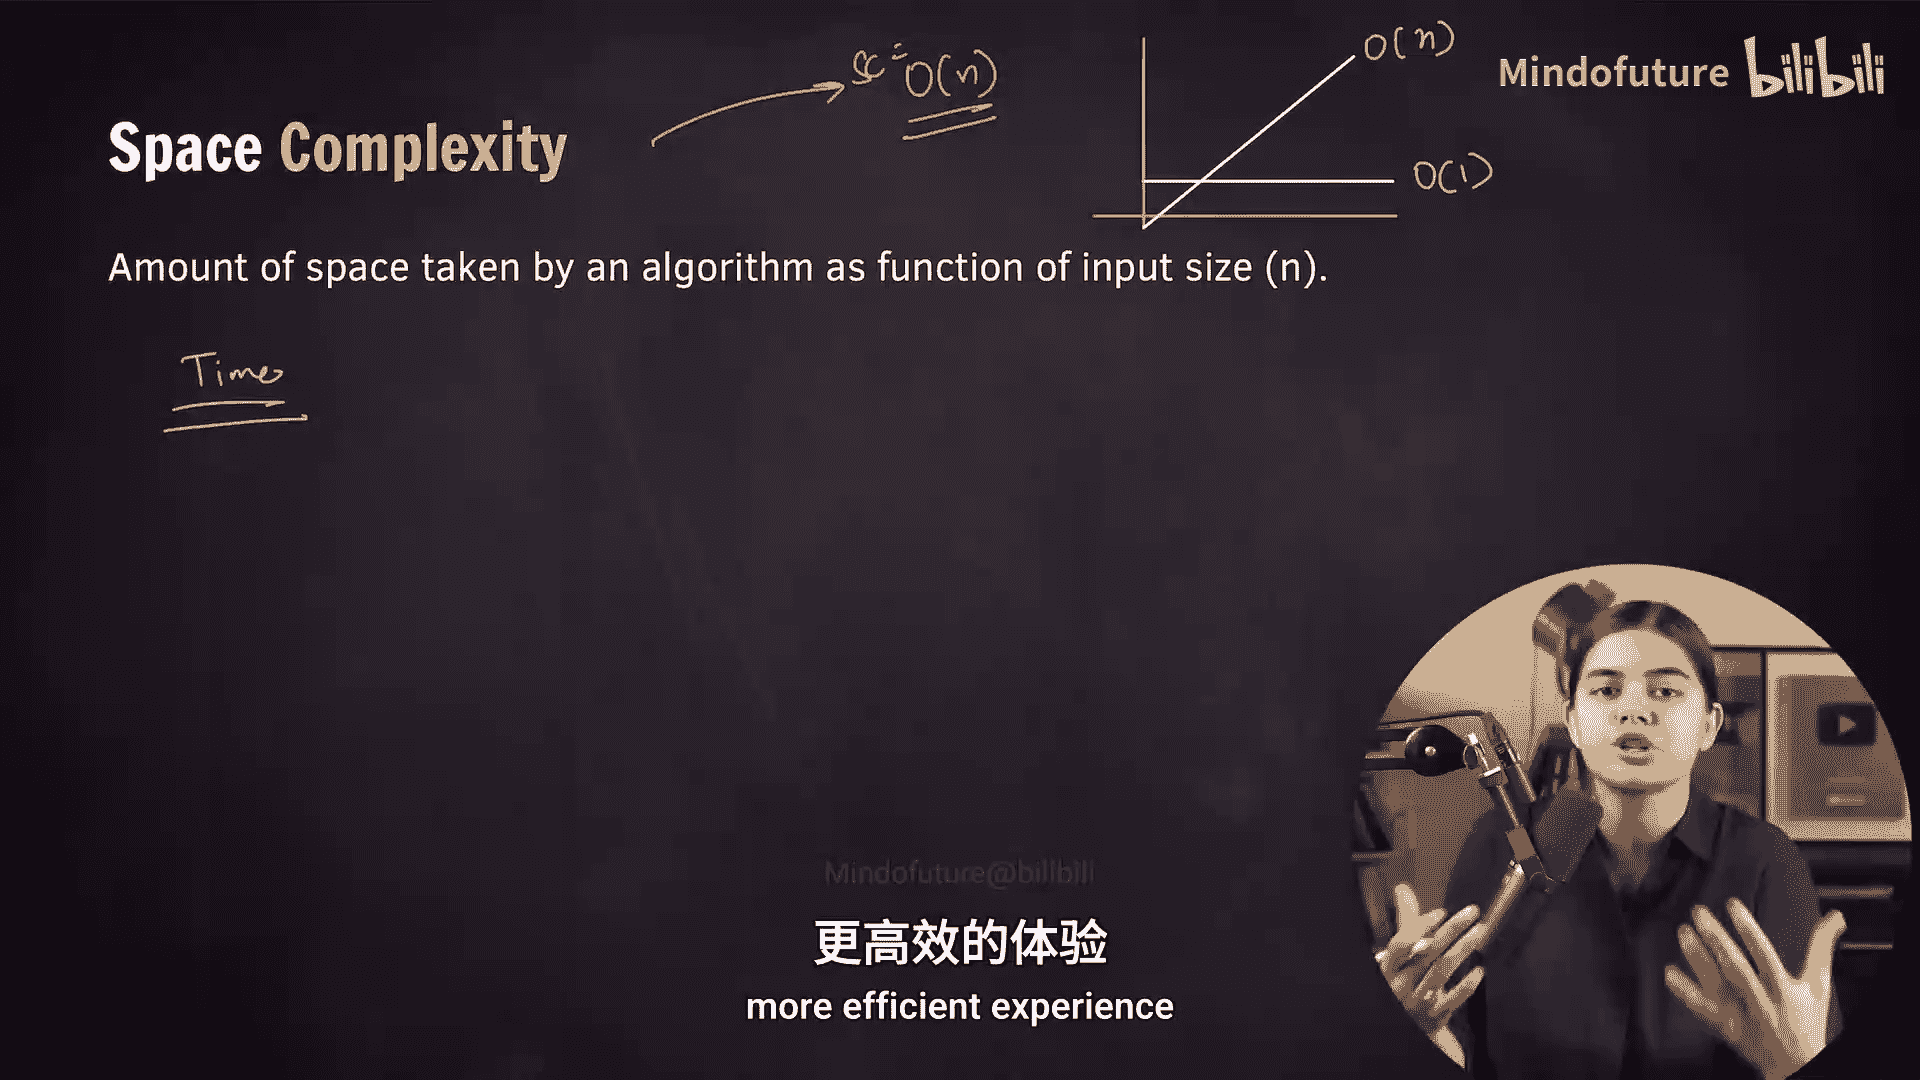 SC = O(n)
O(n)
Mindofuture bilibili
Space Complexity
O(1)
Amount of space taken by an algorithm as function of input size (n).
Time
Mindofuture@bilibili
更高效的体验
more efficient experience